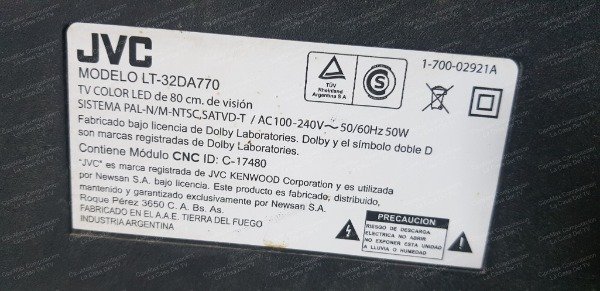 JVC
MODELO LT-32DA770
TV COLOR LED de 80 cm. de visión
SISTEMA PAL-N/M-NTSC,SATVD-T / AC100-240V~50/60Hz 50W
Fabricado bajo licencia de Dolby Laboratories. Dolby y el símbolo doble D
son marcas registradas de Dolby Laboratories.
Contiene Módulo CNC ID: C-17480
"JVC" es marca registrada de JVC KENWOOD Corporation y es utilizada
por Newsan S.A. bajo licencia. Este producto es fabricado, distribuido,
mantenido y garantizado exclusivamente por Newsan S.A.
Roque Pérez 3650 C.A. Bs. As.
FABRICADO EN EL A.A.E. TIERRA DEL FUEGO
INDUSTRIA ARGENTINA
TÜV
Rheinland
Argentina S A
S
1-700-02921A
PRECAUCION
RIESGO DE DESCARGA
ELECTRICA NO ABRIR
NO EXPONER ESTA UNIDAD
A LA LLUVIA O HUMEDAD